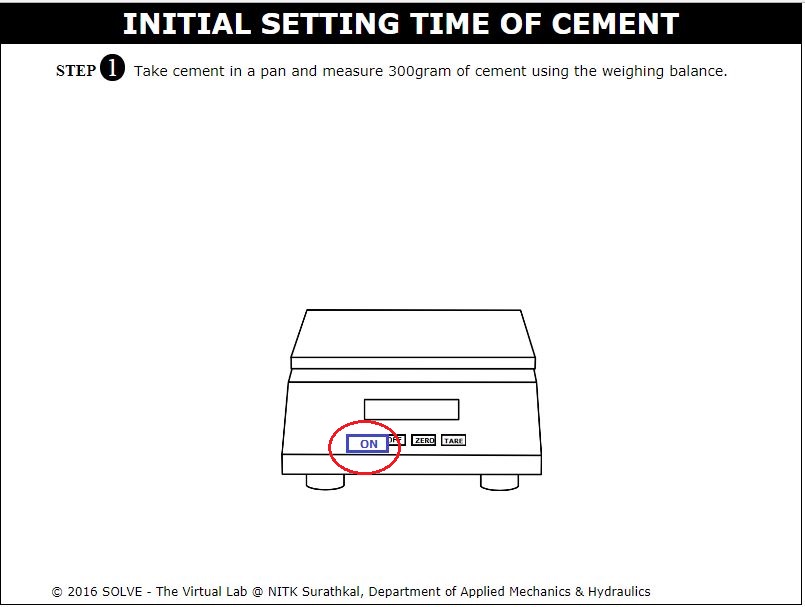 INITIAL SETTING TIME OF CEMENT
STEP 1 Take cement in a pan and measure 300gram of cement using the weighing balance.
ON OFF ZERO TARE
© 2016 SOLVE - The Virtual Lab @ NITK Surathkal, Department of Applied Mechanics & Hydraulics